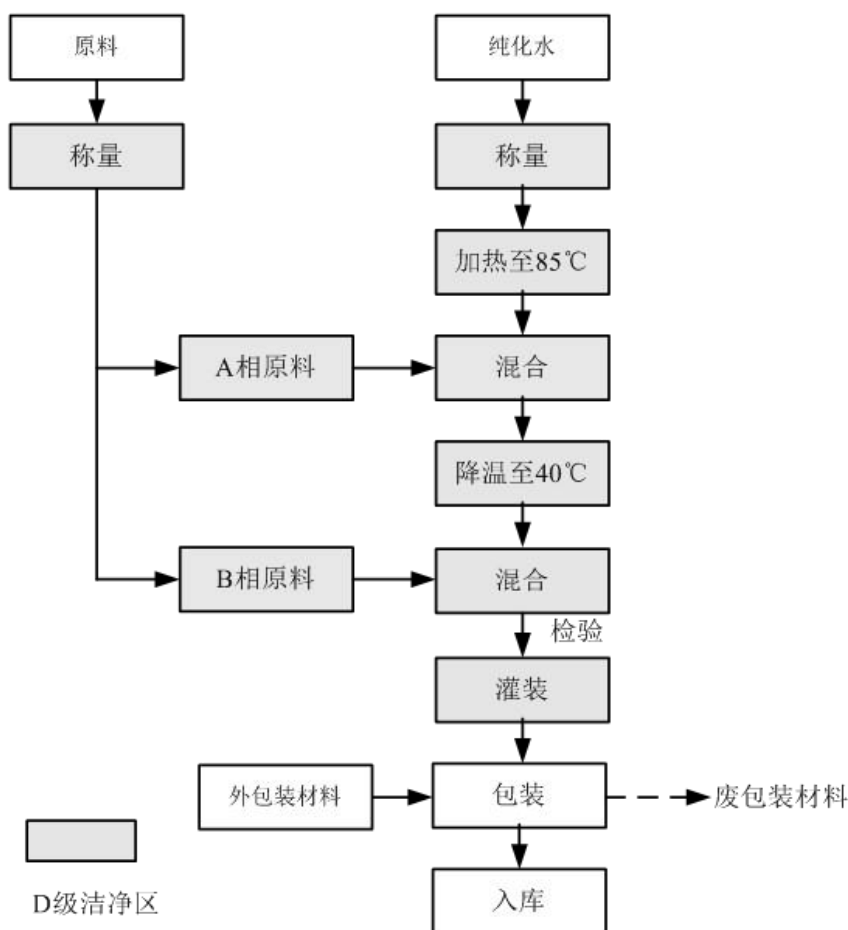 原料
纯化水
称量
称量
加热至85℃
A相原料
混合
降温至40℃
B相原料
混合
检验
灌装
外包装材料
包装
废包装材料
D级洁净区
入库